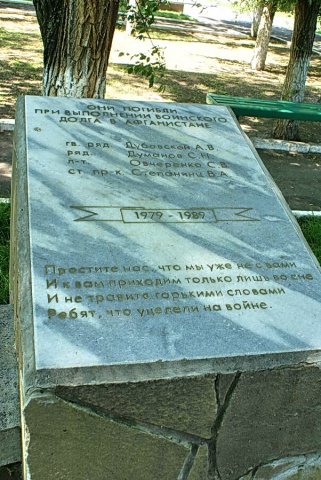 ОНИ ПОГИБЛИ
ПРИ ВЫПОЛНЕНИИ ВОИНСКОГО
ДОЛГА В АФГАНИСТАНЕ
гв. ряд. Дубовской А.В.
ряд. Думанов С.Н.
л-т. Овчеренко С.В.
ст. пр-к. Степанянц В.А.
1979 - 1989
Простите нас, что мы уже не с вами
И к вам приходим только лишь во сне
И не травите горькими словами
Ребят, что уцелели на войне.